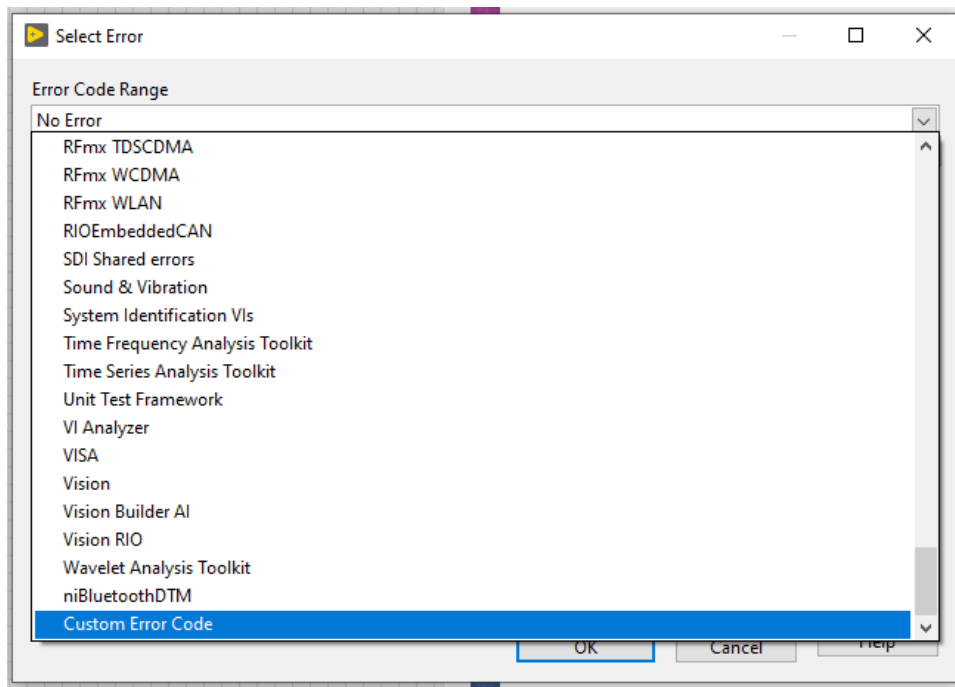 Select Error
Error Code Range
No Error
RFmx TDSCDMA
RFmx WCDMA
RFmx WLAN
RIOEmbeddedCAN
SDI Shared errors
Sound & Vibration
System Identification VIs
Time Frequency Analysis Toolkit
Time Series Analysis Toolkit
Unit Test Framework
VI Analyzer
VISA
Vision
Vision Builder AI
Vision RIO
Wavelet Analysis Toolkit
niBluetoothDTM
Custom Error Code
OK Cancel Help